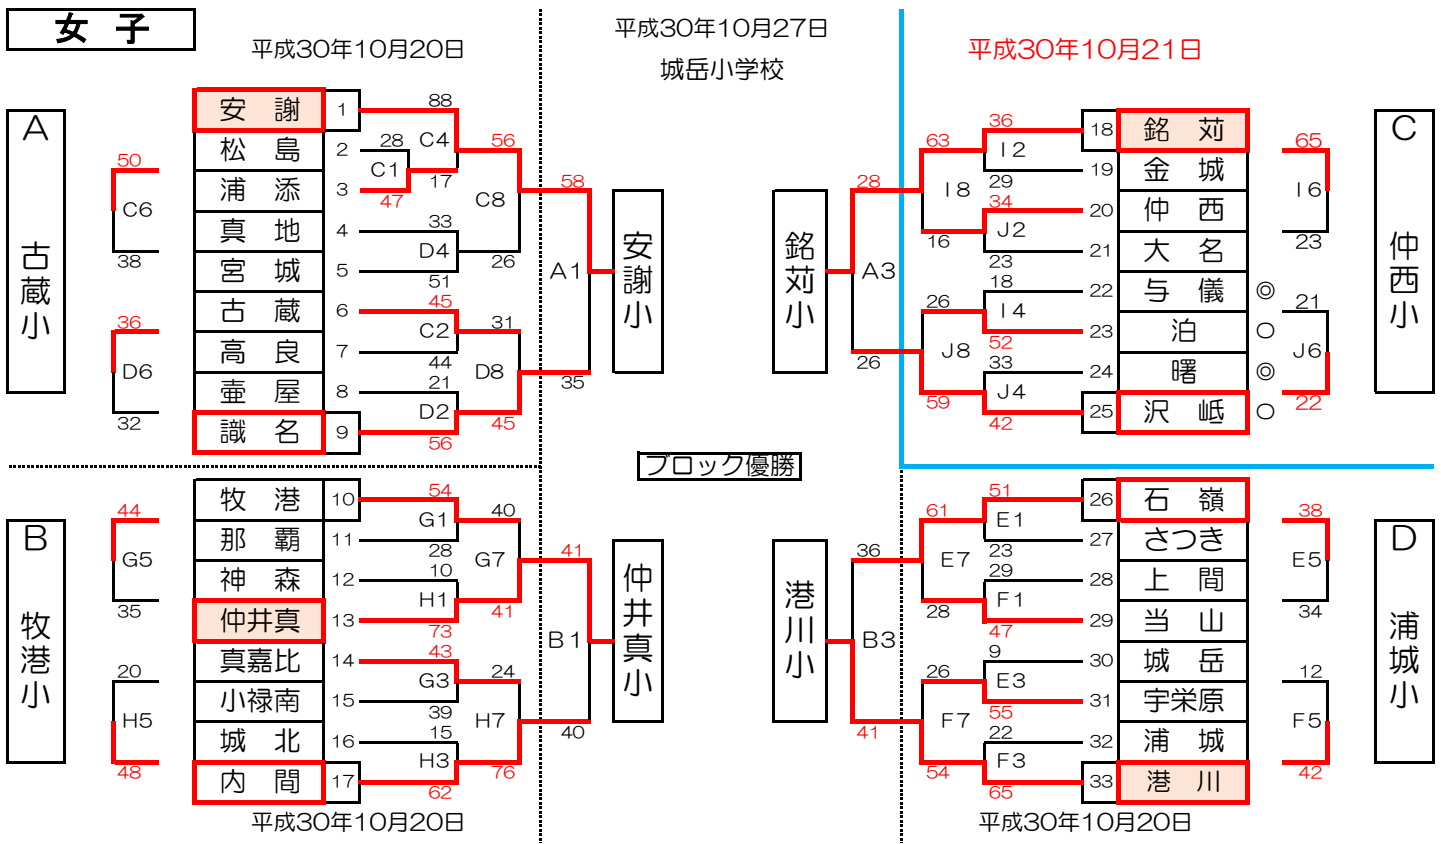 女 子
平成30年10月20日
平成30年10月27日
城岳小学校
平成30年10月21日
A
古蔵小
50
C6
38
36
D6
32
安 謝 1
松 島 2
浦 添 3
真 地 4
宮 城 5
古 蔵 6
高 良 7
壷 屋 8
識 名 9
88
28
C4
C1
17
47
33
D4
51
45
C2
44
21
D2
56
56
C8
26
31
D8
45
58
A1
35
安謝小
銘苅小
28
A3
26
63
I8
16
26
J8
59
36
I2
29
34
J2
23
18
I4
52
33
J4
42
18 銘 苅
19 金 城
20 仲 西
21 大 名
22 与 儀 ◎
23 泊 ○
24 曙 ◎
25 沢 岻 ○
65
I6
23
21
J6
22
C
仲西小
ブロック優勝
B
牧港小
44
G5
35
20
H5
48
牧 港 10
那 覇 11
神 森 12
仲井真 13
真嘉比 14
小禄南 15
城 北 16
内 間 17
54
G1
28
10
H1
73
43
G3
39
15
H3
62
40
G7
41
24
H7
76
41
B1
40
仲井真小
港川小
36
B3
41
61
E7
28
26
F7
54
51
E1
23
29
F1
47
9
E3
55
22
F3
65
26 石 嶺
27 さつき
28 上 間
29 当 山
30 城 岳
31 宇栄原
32 浦 城
33 港 川
38
E5
34
12
F5
42
D
浦城小
平成30年10月20日
平成30年10月20日